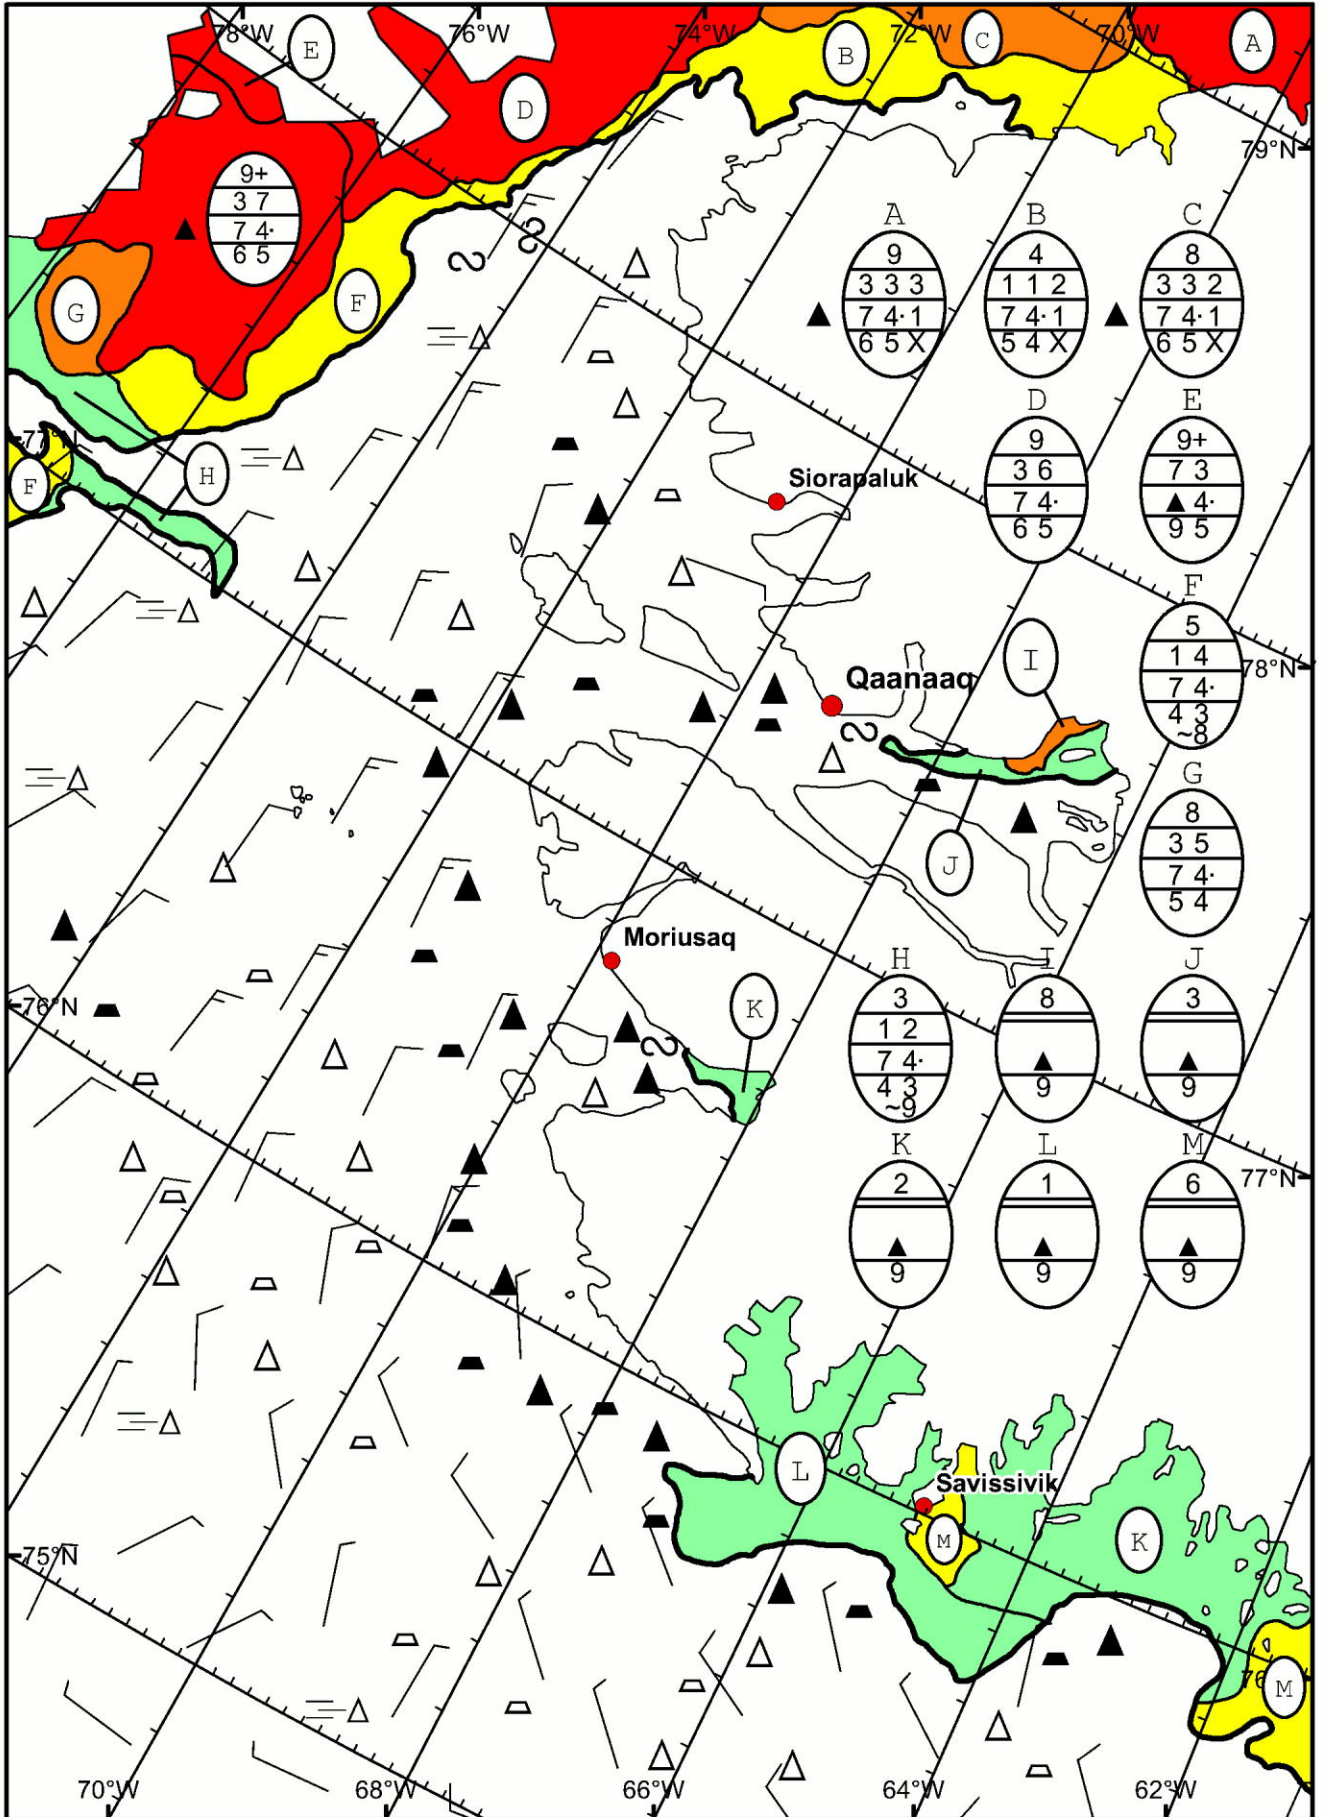 78°W
76°W
74°W
72°W
70°W
E
D
B
C
A
79°N
9+
3 7
7 4·
6 5
G
F
A
9
3 3 3
7 4·1
6 5 X
B
4
1 1 2
7 4·1
5 4 X
C
8
3 3 2
7 4·1
6 5 X
77°N
F
H
Siorapaluk
D
9
3 6
7 4·
6 5
E
9+
7 3
▲ 4·
9 5
F
5
1 4
7 4·
4 3
~8
I
78°N
Qaanaaq
G
8
3 5
7 4·
5 4
J
Moriusaq
K
76°N
H
3
1 2
7 4·
4 3
~9
I
8
▲
9
J
3
▲
9
K
2
▲
9
L
1
▲
9
M
6
▲
9
77°N
L
Savissivik
M
K
75°N
76
M
70°W
68°W
66°W
64°W
62°W